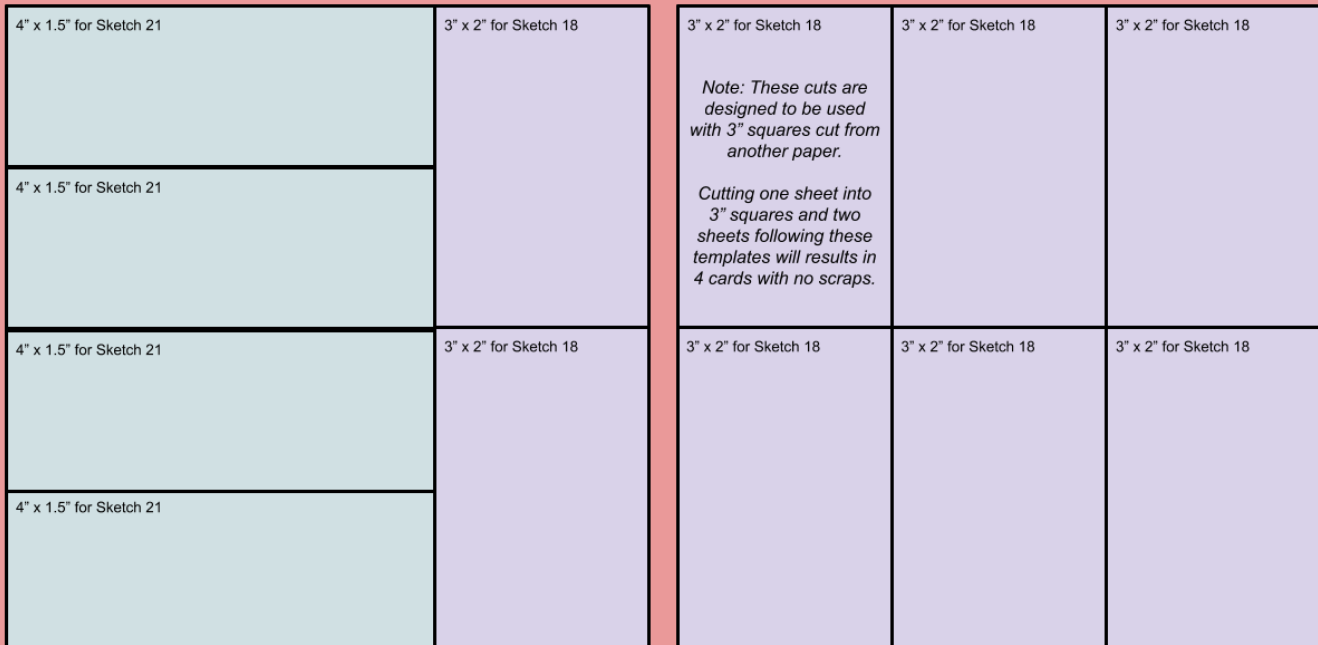 4” x 1.5” for Sketch 21
3” x 2” for Sketch 18
4” x 1.5” for Sketch 21
4” x 1.5” for Sketch 21
3” x 2” for Sketch 18
4” x 1.5” for Sketch 21
3” x 2” for Sketch 18
Note: These cuts are
designed to be used
with 3” squares cut from
another paper.
Cutting one sheet into
3” squares and two
sheets following these
templates will results in
4 cards with no scraps.
3” x 2” for Sketch 18
3” x 2” for Sketch 18
3” x 2” for Sketch 18
3” x 2” for Sketch 18
3” x 2” for Sketch 18